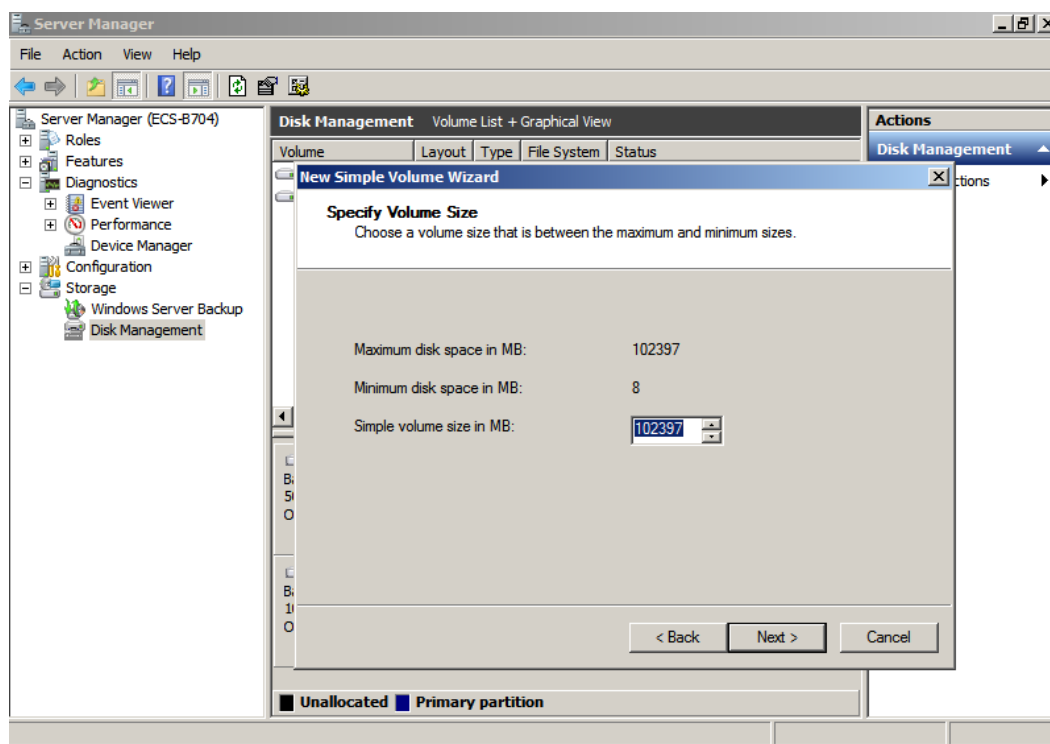 Server Manager
File Action View Help
Server Manager (ECS-B704)
Roles
Features
Diagnostics
Event Viewer
Performance
Device Manager
Configuration
Storage
Windows Server Backup
Disk Management
Disk Management Volume List + Graphical View
Volume Layout Type File System Status
New Simple Volume Wizard
Specify Volume Size
Choose a volume size that is between the maximum and minimum sizes.
Maximum disk space in MB: 102397
Minimum disk space in MB: 8
Simple volume size in MB: 102397
< Back Next > Cancel
Unallocated Primary partition
Actions
Disk Management